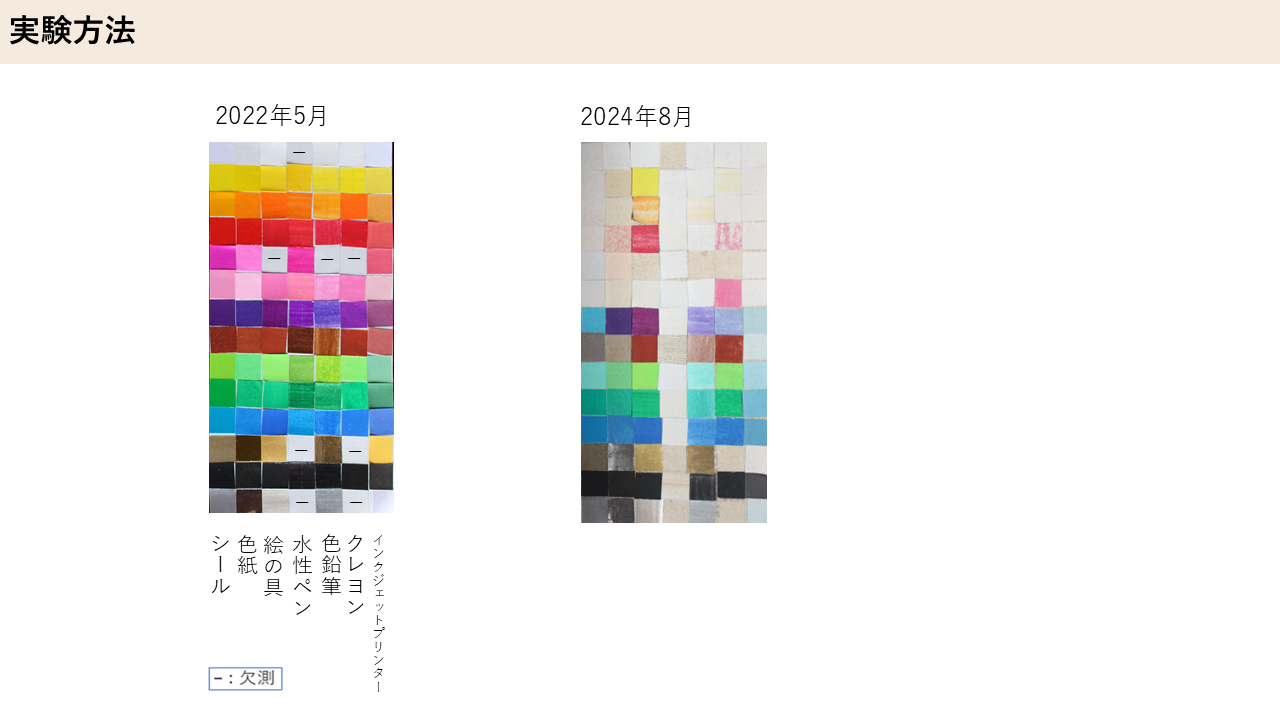 実験方法
2022年5月
2024年8月
シール
色紙
絵の具
水性ペン
色鉛筆
クレヨン
インクジェットプリンター
-：欠測